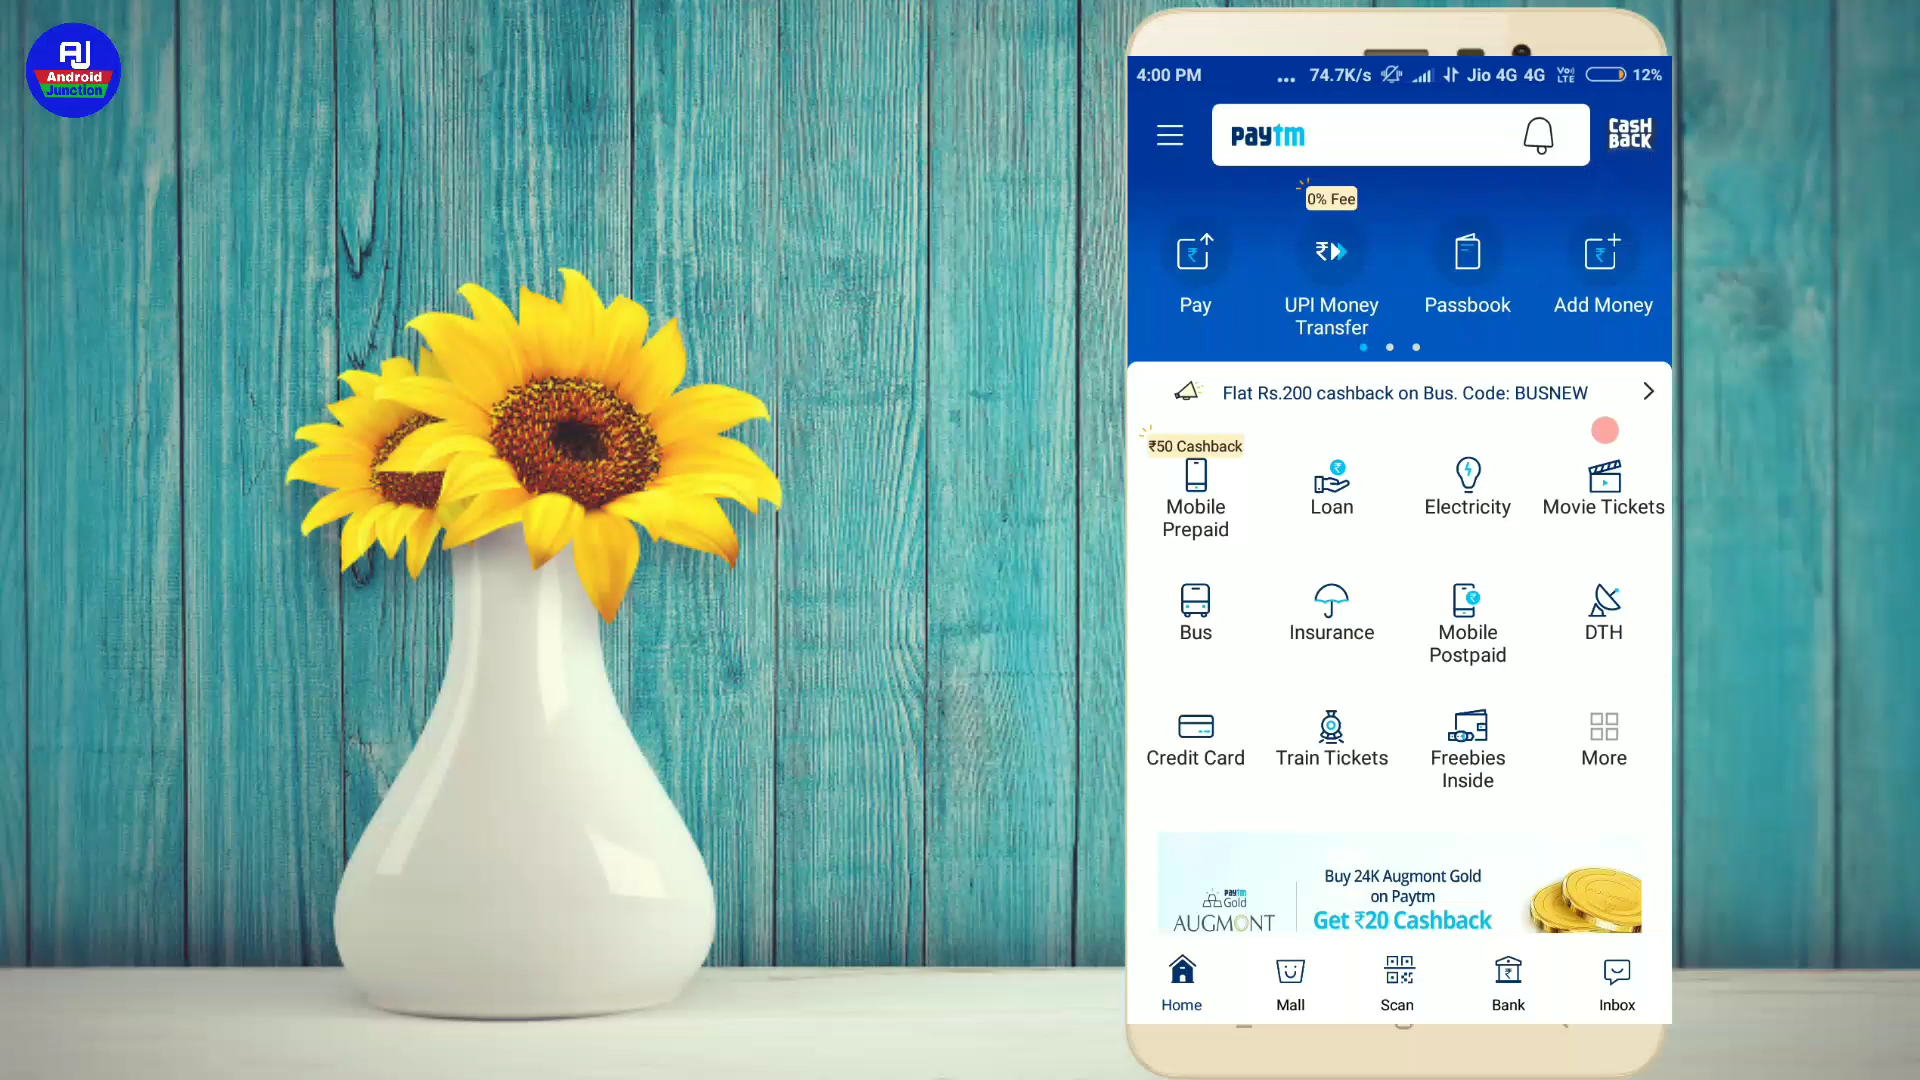 AJ
Android
Junction
4:00 PM ... 74.7K/s Jio 4G 4G Vo) LTE 12%
paytm
CASH
BACK
0% Fee
Pay
UPI Money
Transfer
Passbook
Add Money
Flat Rs.200 cashback on Bus. Code: BUSNEW
₹50 Cashback
Mobile
Prepaid
Loan
Electricity
Movie Tickets
Bus
Insurance
Mobile
Postpaid
DTH
Credit Card
Train Tickets
Freebies
Inside
More
paytm
Gold
AUGMONT
Buy 24K Augmont Gold
on Paytm
Get ₹20 Cashback
Home
Mall
Scan
Bank
Inbox